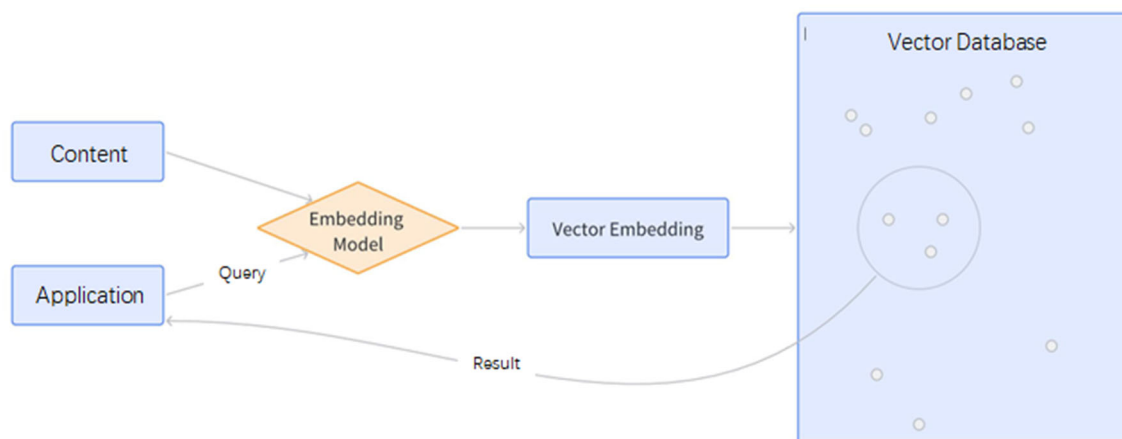 Vector Database
Content
Embedding
Model
Vector Embedding
Query
Application
Result